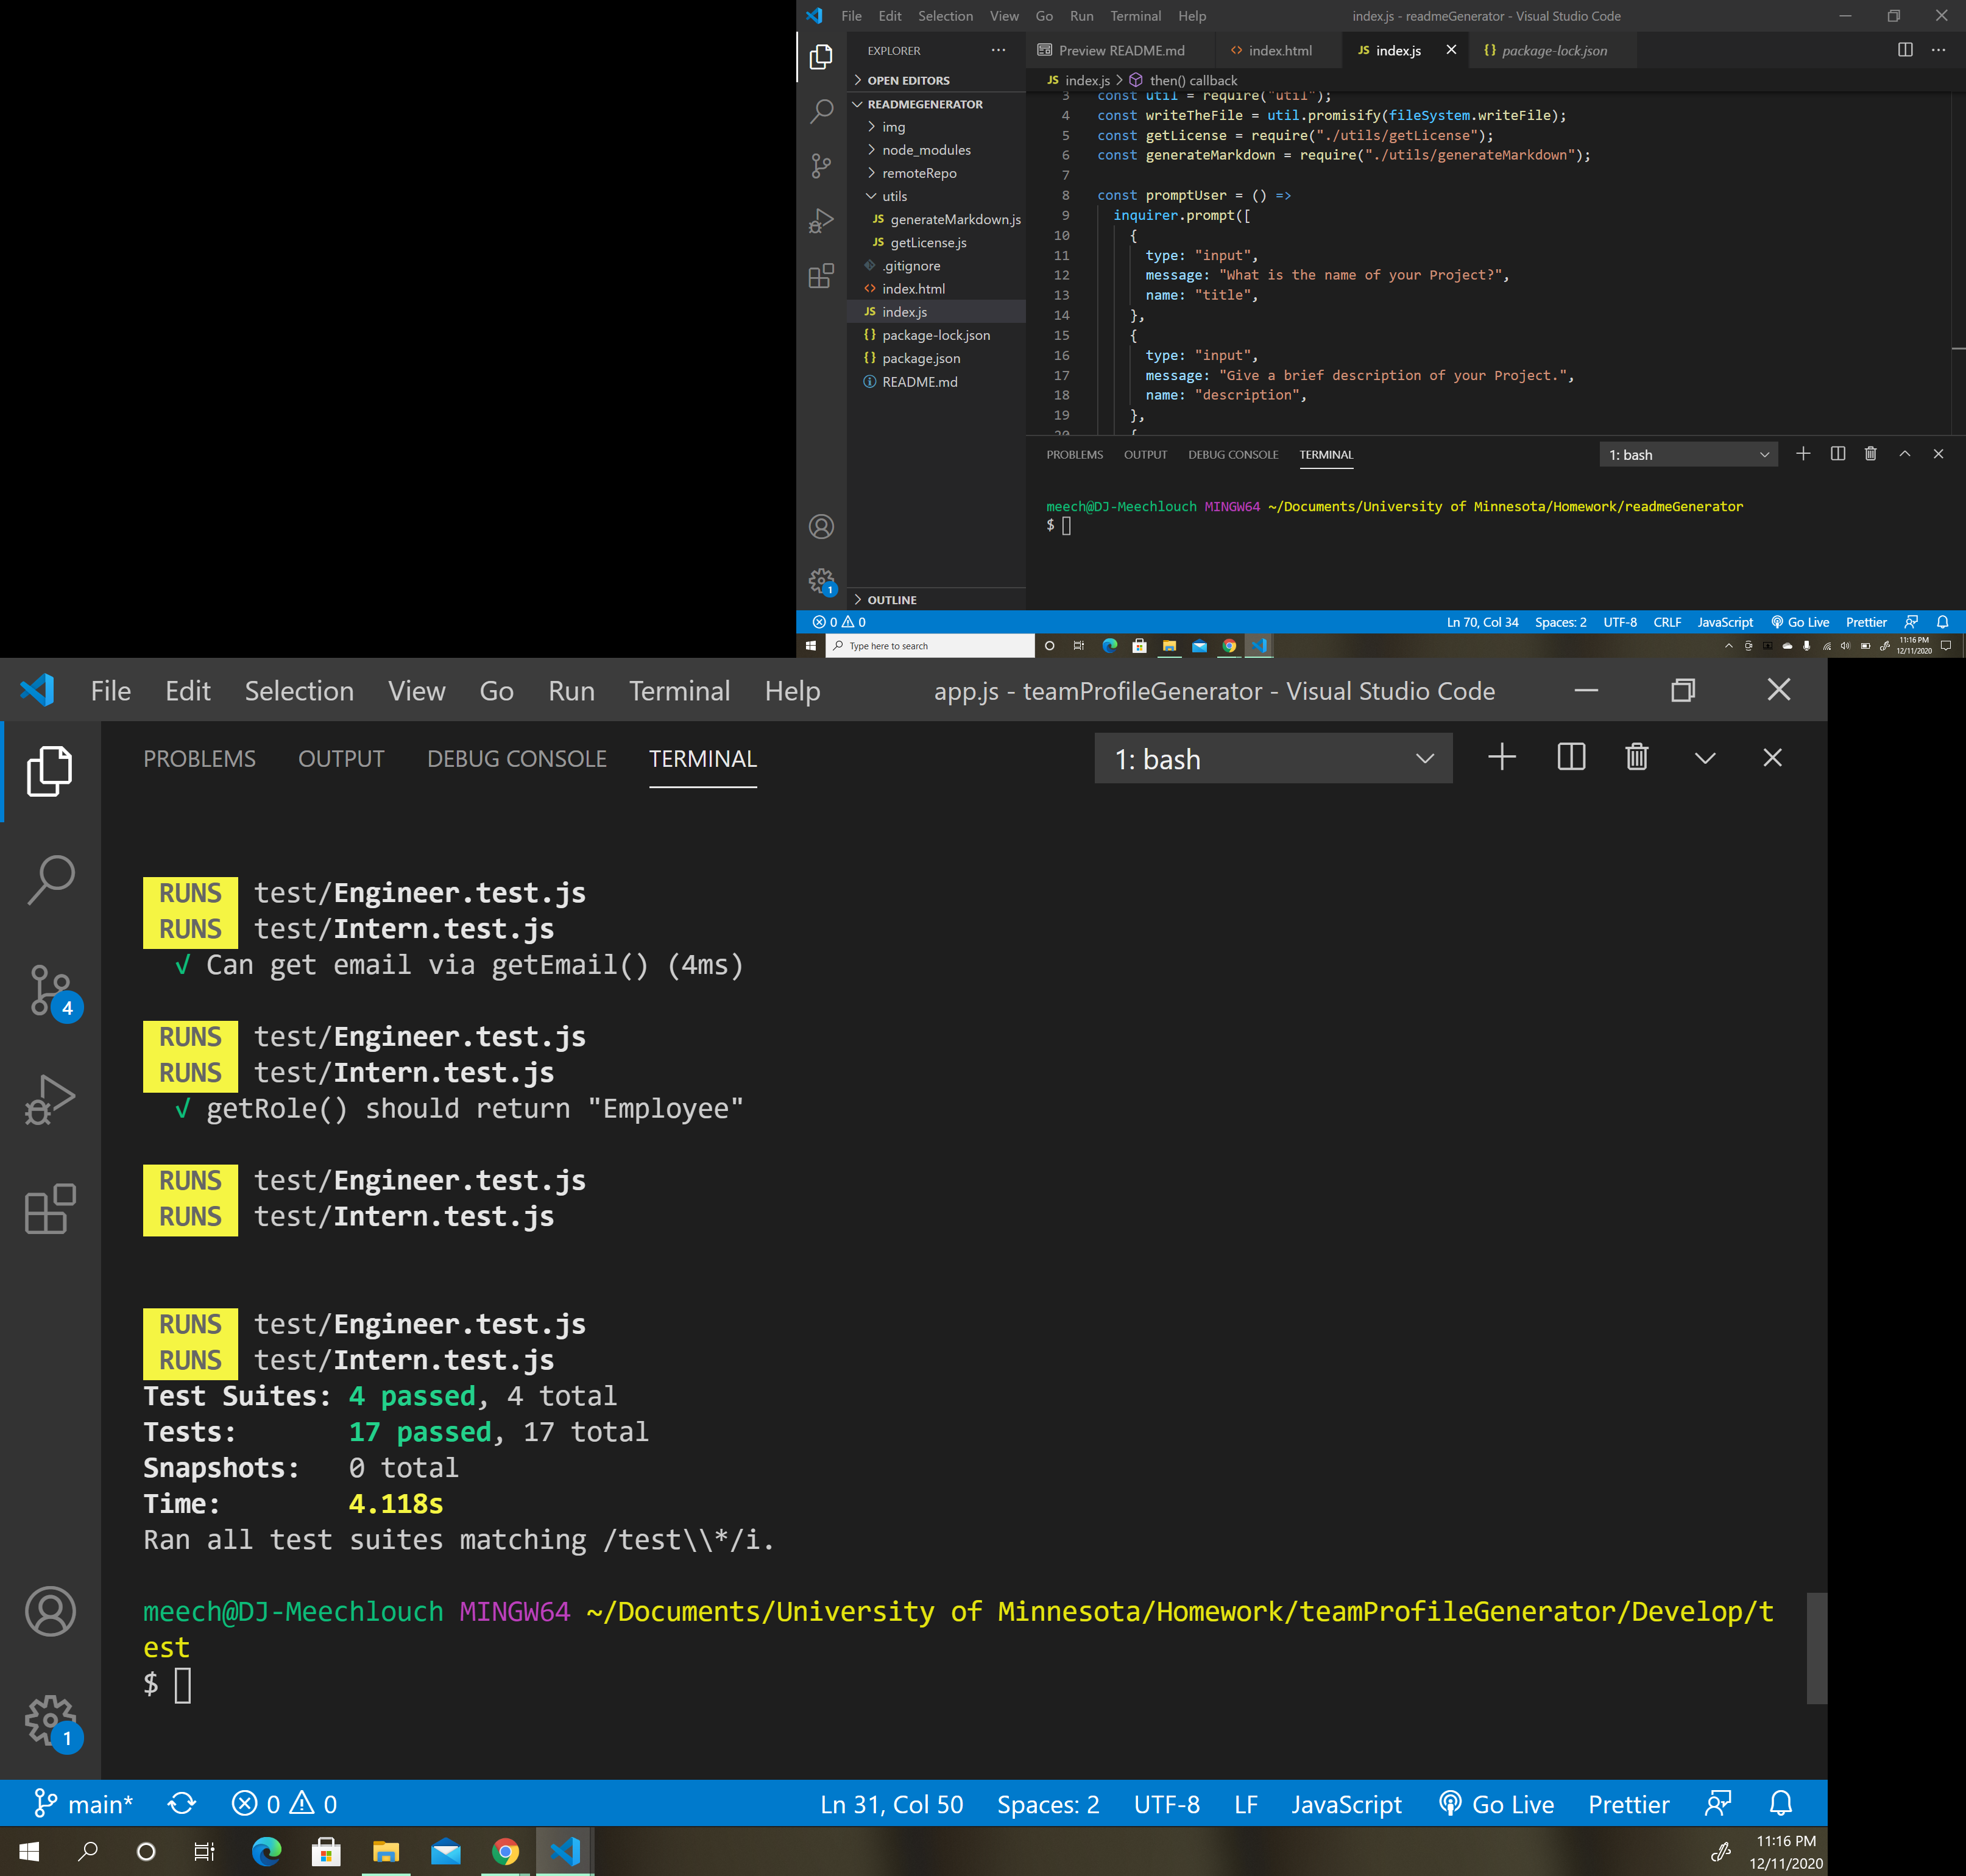 File Edit Selection View Go Run Terminal Help index.js - readmeGenerator - Visual Studio Code
EXPLORER
Preview README.md index.html JS index.js package-lock.json
OPEN EDITORS
JS index.js > then() callback
READMEGENERATOR
img
node_modules
remoteRepo
utils
JS generateMarkdown.js
JS getLicense.js
.gitignore
index.html
JS index.js
package-lock.json
package.json
README.md
OUTLINE
3 const util = require("util");
4 const writeTheFile = util.promisify(fileSystem.writeFile);
5 const getLicense = require("./utils/getLicense");
6 const generateMarkdown = require("./utils/generateMarkdown");
7
8 const promptUser = () =>
9 inquirer.prompt([
10 {
11 type: "input",
12 message: "What is the name of your Project?",
13 name: "title",
14 },
15 {
16 type: "input",
17 message: "Give a brief description of your Project.",
18 name: "description",
19 },
20 {
PROBLEMS OUTPUT DEBUG CONSOLE TERMINAL 1: bash
meech@DJ-Meechlouch MINGW64 ~/Documents/University of Minnesota/Homework/readmeGenerator
$
1
0 0 Ln 70, Col 34 Spaces: 2 UTF-8 CRLF JavaScript Go Live Prettier
Type here to search 11:16 PM
12/11/2020
File Edit Selection View Go Run Terminal Help app.js - teamProfileGenerator - Visual Studio Code
PROBLEMS OUTPUT DEBUG CONSOLE TERMINAL 1: bash
RUNS test/Engineer.test.js
RUNS test/Intern.test.js
√ Can get email via getEmail() (4ms)
4
RUNS test/Engineer.test.js
RUNS test/Intern.test.js
√ getRole() should return "Employee"
RUNS test/Engineer.test.js
RUNS test/Intern.test.js
RUNS test/Engineer.test.js
RUNS test/Intern.test.js
Test Suites: 4 passed, 4 total
Tests: 17 passed, 17 total
Snapshots: 0 total
Time: 4.118s
Ran all test suites matching /test\\*/i.
meech@DJ-Meechlouch MINGW64 ~/Documents/University of Minnesota/Homework/teamProfileGenerator/Develop/t
est
$
1
main* 0 0 Ln 31, Col 50 Spaces: 2 UTF-8 LF JavaScript Go Live Prettier
11:16 PM
12/11/2020